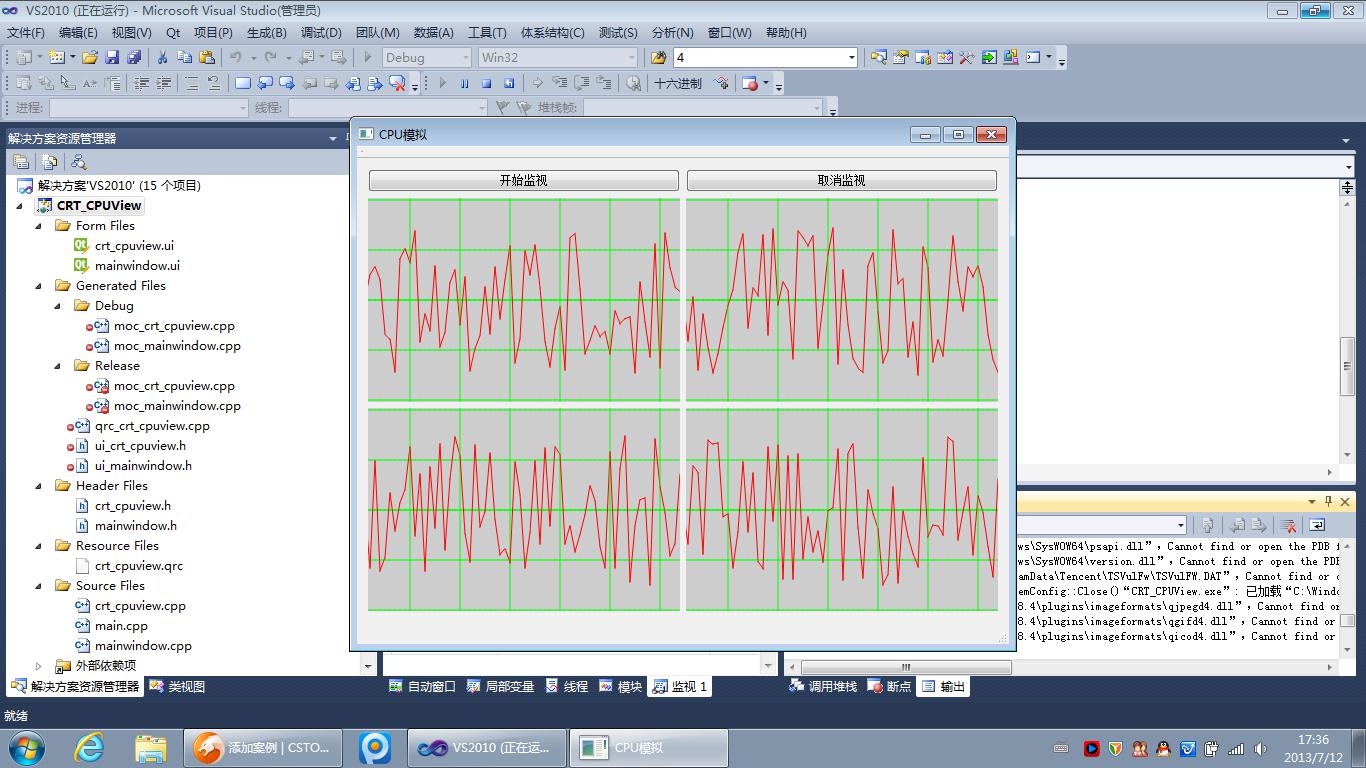 VS2010 (正在运行) - Microsoft Visual Studio(管理员)
文件(F) 编辑(E) 视图(V) Qt 项目(P) 生成(B) 调试(D) 团队(M) 数据(A) 工具(T) 体系结构(C) 测试(S) 分析(N) 窗口(W) 帮助(H)
Debug Win32 4
十六进制
进程: 线程: 堆栈帧:
解决方案资源管理器
解决方案'VS2010' (15 个项目)
CRT_CPUView
Form Files
crt_cpuview.ui
mainwindow.ui
Generated Files
Debug
moc_crt_cpuview.cpp
moc_mainwindow.cpp
Release
moc_crt_cpuview.cpp
moc_mainwindow.cpp
qrc_crt_cpuview.cpp
ui_crt_cpuview.h
ui_mainwindow.h
Header Files
crt_cpuview.h
mainwindow.h
Resource Files
crt_cpuview.qrc
Source Files
crt_cpuview.cpp
main.cpp
mainwindow.cpp
外部依赖项
解决方案资源管理器 类视图
CPU模拟
开始监视 取消监视
ws\SysWOW64\psapi.dll”, Cannot find or open the PDB f
ws\SysWOW64\version.dll”, Cannot find or open the PDB
amData\Tencent\TSVulFw\TSVulFW.DAT”, Cannot find or o
emConfig::Close()“CRT_CPUView.exe”: 已加载“C:\Windo
8.4\plugins\imageformats\qjpegd4.dll”, Cannot find or
8.4\plugins\imageformats\qgifd4.dll”, Cannot find or
8.4\plugins\imageformats\qicod4.dll”, Cannot find or
自动窗口 局部变量 线程 模块 监视 1
调用堆栈 断点 输出
就绪
添加案例 | CSTO... VS2010 (正在运... CPU模拟
17:36
2013/7/12